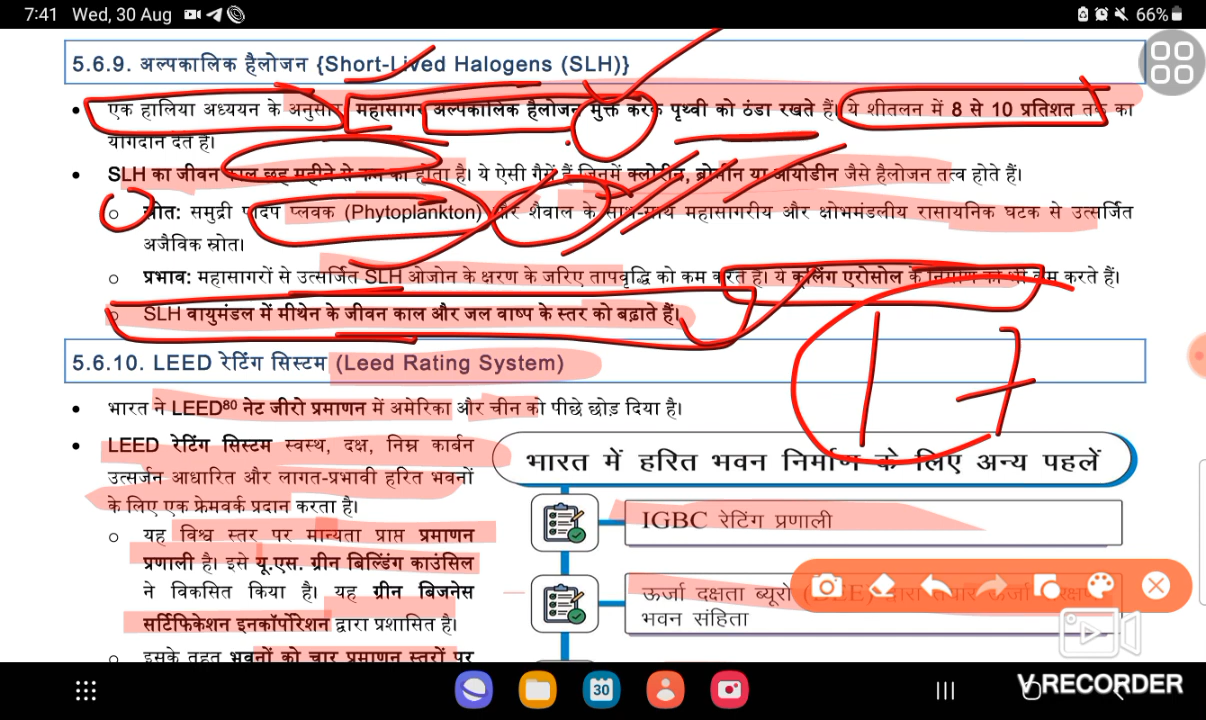 7:41 Wed, 30 Aug
66%
5.6.9. अल्पकालिक हैलोजन {Short-Lived Halogens (SLH)}
• एक हालिया अध्ययन के अनुसार महासागर अल्पकालिक हैलोजन मुक्त करके पृथ्वी को ठंडा रखते हैं। ये शीतलन में 8 से 10 प्रतिशत तक का
योगदान देते हैं।
• SLH का जीवन काल छह महीने से कम का होता है। ये ऐसी गैसें हैं जिनमें क्लोरीन, ब्रोमीन या आयोडीन जैसे हैलोजन तत्व होते हैं।
o स्रोत: समुद्री पादप प्लवक (Phytoplankton) और शैवाल के साथ-साथ महासागरीय और क्षोभमंडलीय रासायनिक घटक से उत्सर्जित
अजैविक स्रोत।
o प्रभाव: महासागरों से उत्सर्जित SLH ओजोन के क्षरण के जरिए तापवृद्धि को कम करते हैं। ये कूलिंग एरोसोल के निर्माण को भी कम करते हैं।
o SLH वायुमंडल में मीथेन के जीवन काल और जल वाष्प के स्तर को बढ़ाते हैं।
17
5.6.10. LEED रेटिंग सिस्टम (Leed Rating System)
• भारत ने LEED⁸⁰ नेट जीरो प्रमाणन में अमेरिका और चीन को पीछे छोड़ दिया है।
• LEED रेटिंग सिस्टम स्वस्थ, दक्ष, निम्न कार्बन
उत्सर्जन आधारित और लागत-प्रभावी हरित भवनों
के लिए एक फ्रेमवर्क प्रदान करता है।
o यह विश्व स्तर पर मान्यता प्राप्त प्रमाणन
प्रणाली है। इसे यू.एस. ग्रीन बिल्डिंग काउंसिल
ने विकसित किया है। यह ग्रीन बिजनेस
सर्टिफिकेशन इनकॉर्पोरेशन द्वारा प्रशासित है।
o इसके तहत भवनों को चार प्रमाणन स्तरों पर
भारत में हरित भवन निर्माण के लिए अन्य पहलें
IGBC रेटिंग प्रणाली
ऊर्जा दक्षता ब्यूरो (BEE) द्वारा तैयार ऊर्जा संरक्षण
भवन संहिता
30
V RECORDER